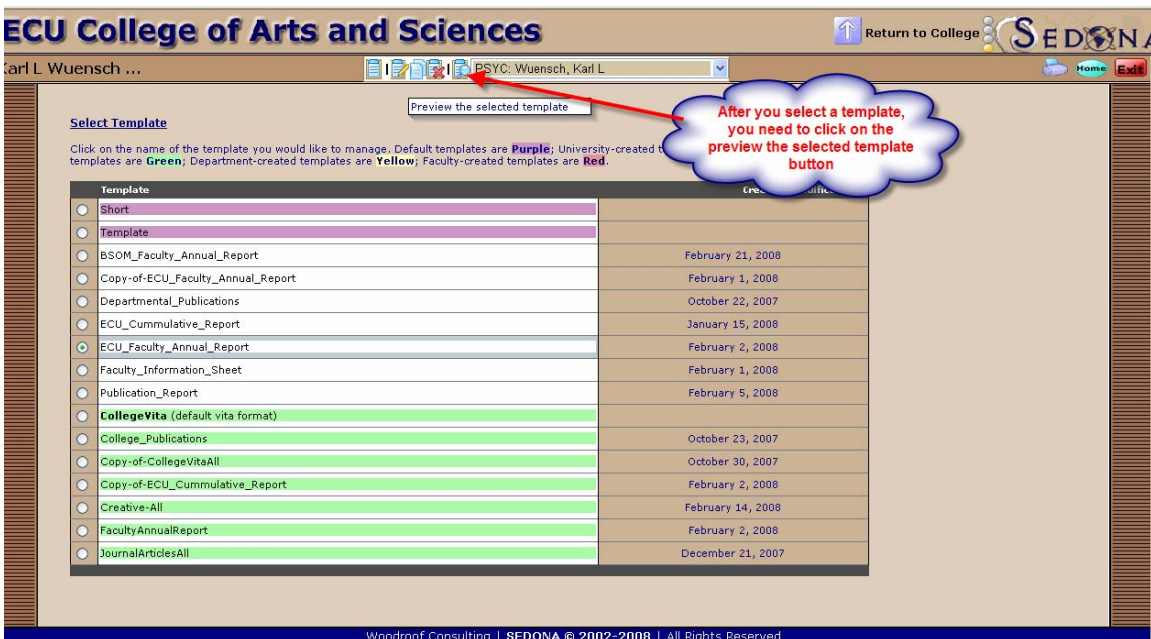 ECU College of Arts and Sciences
Return to College
SEDONA
Karl L Wuensch ...
PSYC: Wuensch, Karl L
Home
Exit
Preview the selected template
After you select a template,
you need to click on the
preview the selected template
button
Select Template
Click on the name of the template you would like to manage. Default templates are Purple; University-created
templates are Green; Department-created templates are Yellow; Faculty-created templates are Red.
Template
Short
Template
BSOM_Faculty_Annual_Report February 21, 2008
Copy-of-ECU_Faculty_Annual_Report February 1, 2008
Departmental_Publications October 22, 2007
ECU_Cummulative_Report January 15, 2008
ECU_Faculty_Annual_Report February 2, 2008
Faculty_Information_Sheet February 1, 2008
Publication_Report February 5, 2008
CollegeVita (default vita format)
College_Publications October 23, 2007
Copy-of-CollegeVitaAll October 30, 2007
Copy-of-ECU_Cummulative_Report February 2, 2008
Creative-All February 14, 2008
FacultyAnnualReport February 2, 2008
JournalArticlesAll December 21, 2007
Woodroof Consulting | SEDONA © 2002-2008 | All Rights Reserved